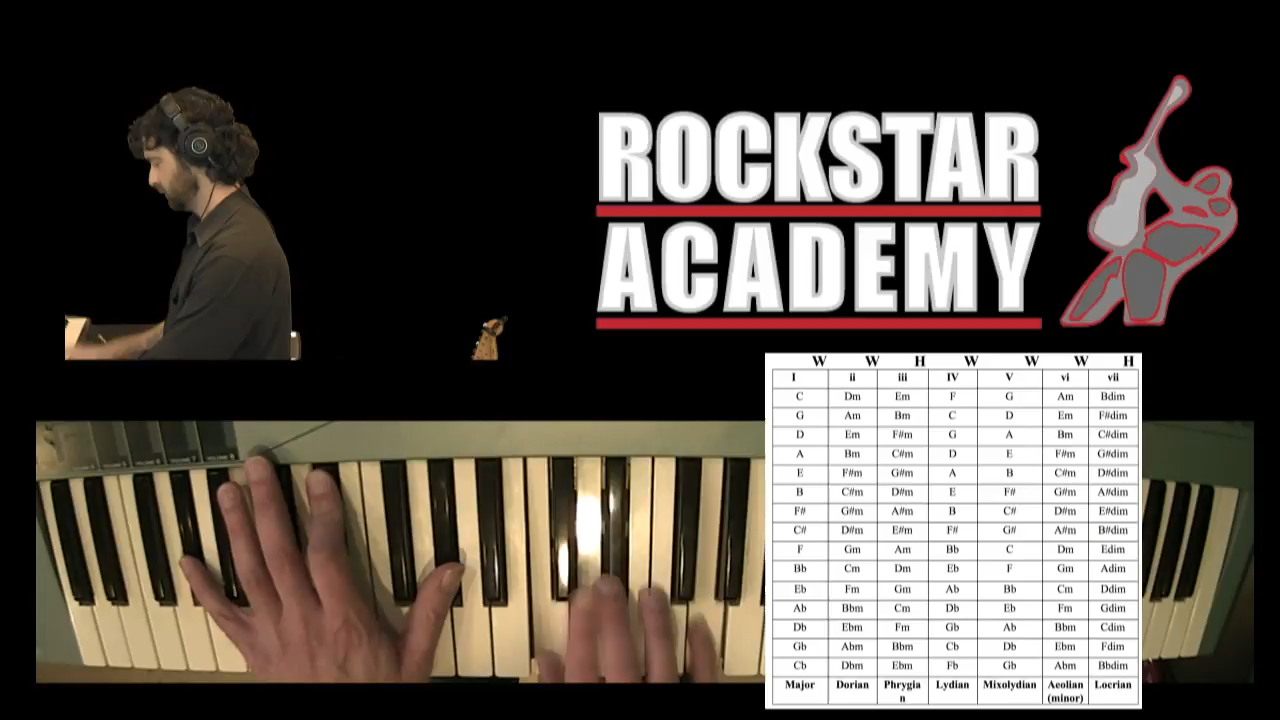 ROCKSTAR
ACADEMY
W W H W W W H
I ii iii IV V vi vii
C Dm Em F G Am Bdim
G Am Bm C D Em F#dim
D Em F#m G A Bm C#dim
A Bm C#m D E F#m G#dim
E F#m G#m A B C#m D#dim
B C#m D#m E F# G#m A#dim
F# G#m A#m B C# D#m E#dim
C# D#m E#m F# G# A#m B#dim
F Gm Am Bb C Dm Edim
Bb Cm Dm Eb F Gm Adim
Eb Fm Gm Ab Bb Cm Ddim
Ab Bbm Cm Db Eb Fm Gdim
Db Ebm Fm Gb Ab Bbm Cdim
Gb Abm Bbm Cb Db Ebm Fdim
Cb Dbm Ebm Fb Gb Abm Bbdim
Major Dorian Phrygia Lydian Mixolydian Aeolian Locrian
n (minor)